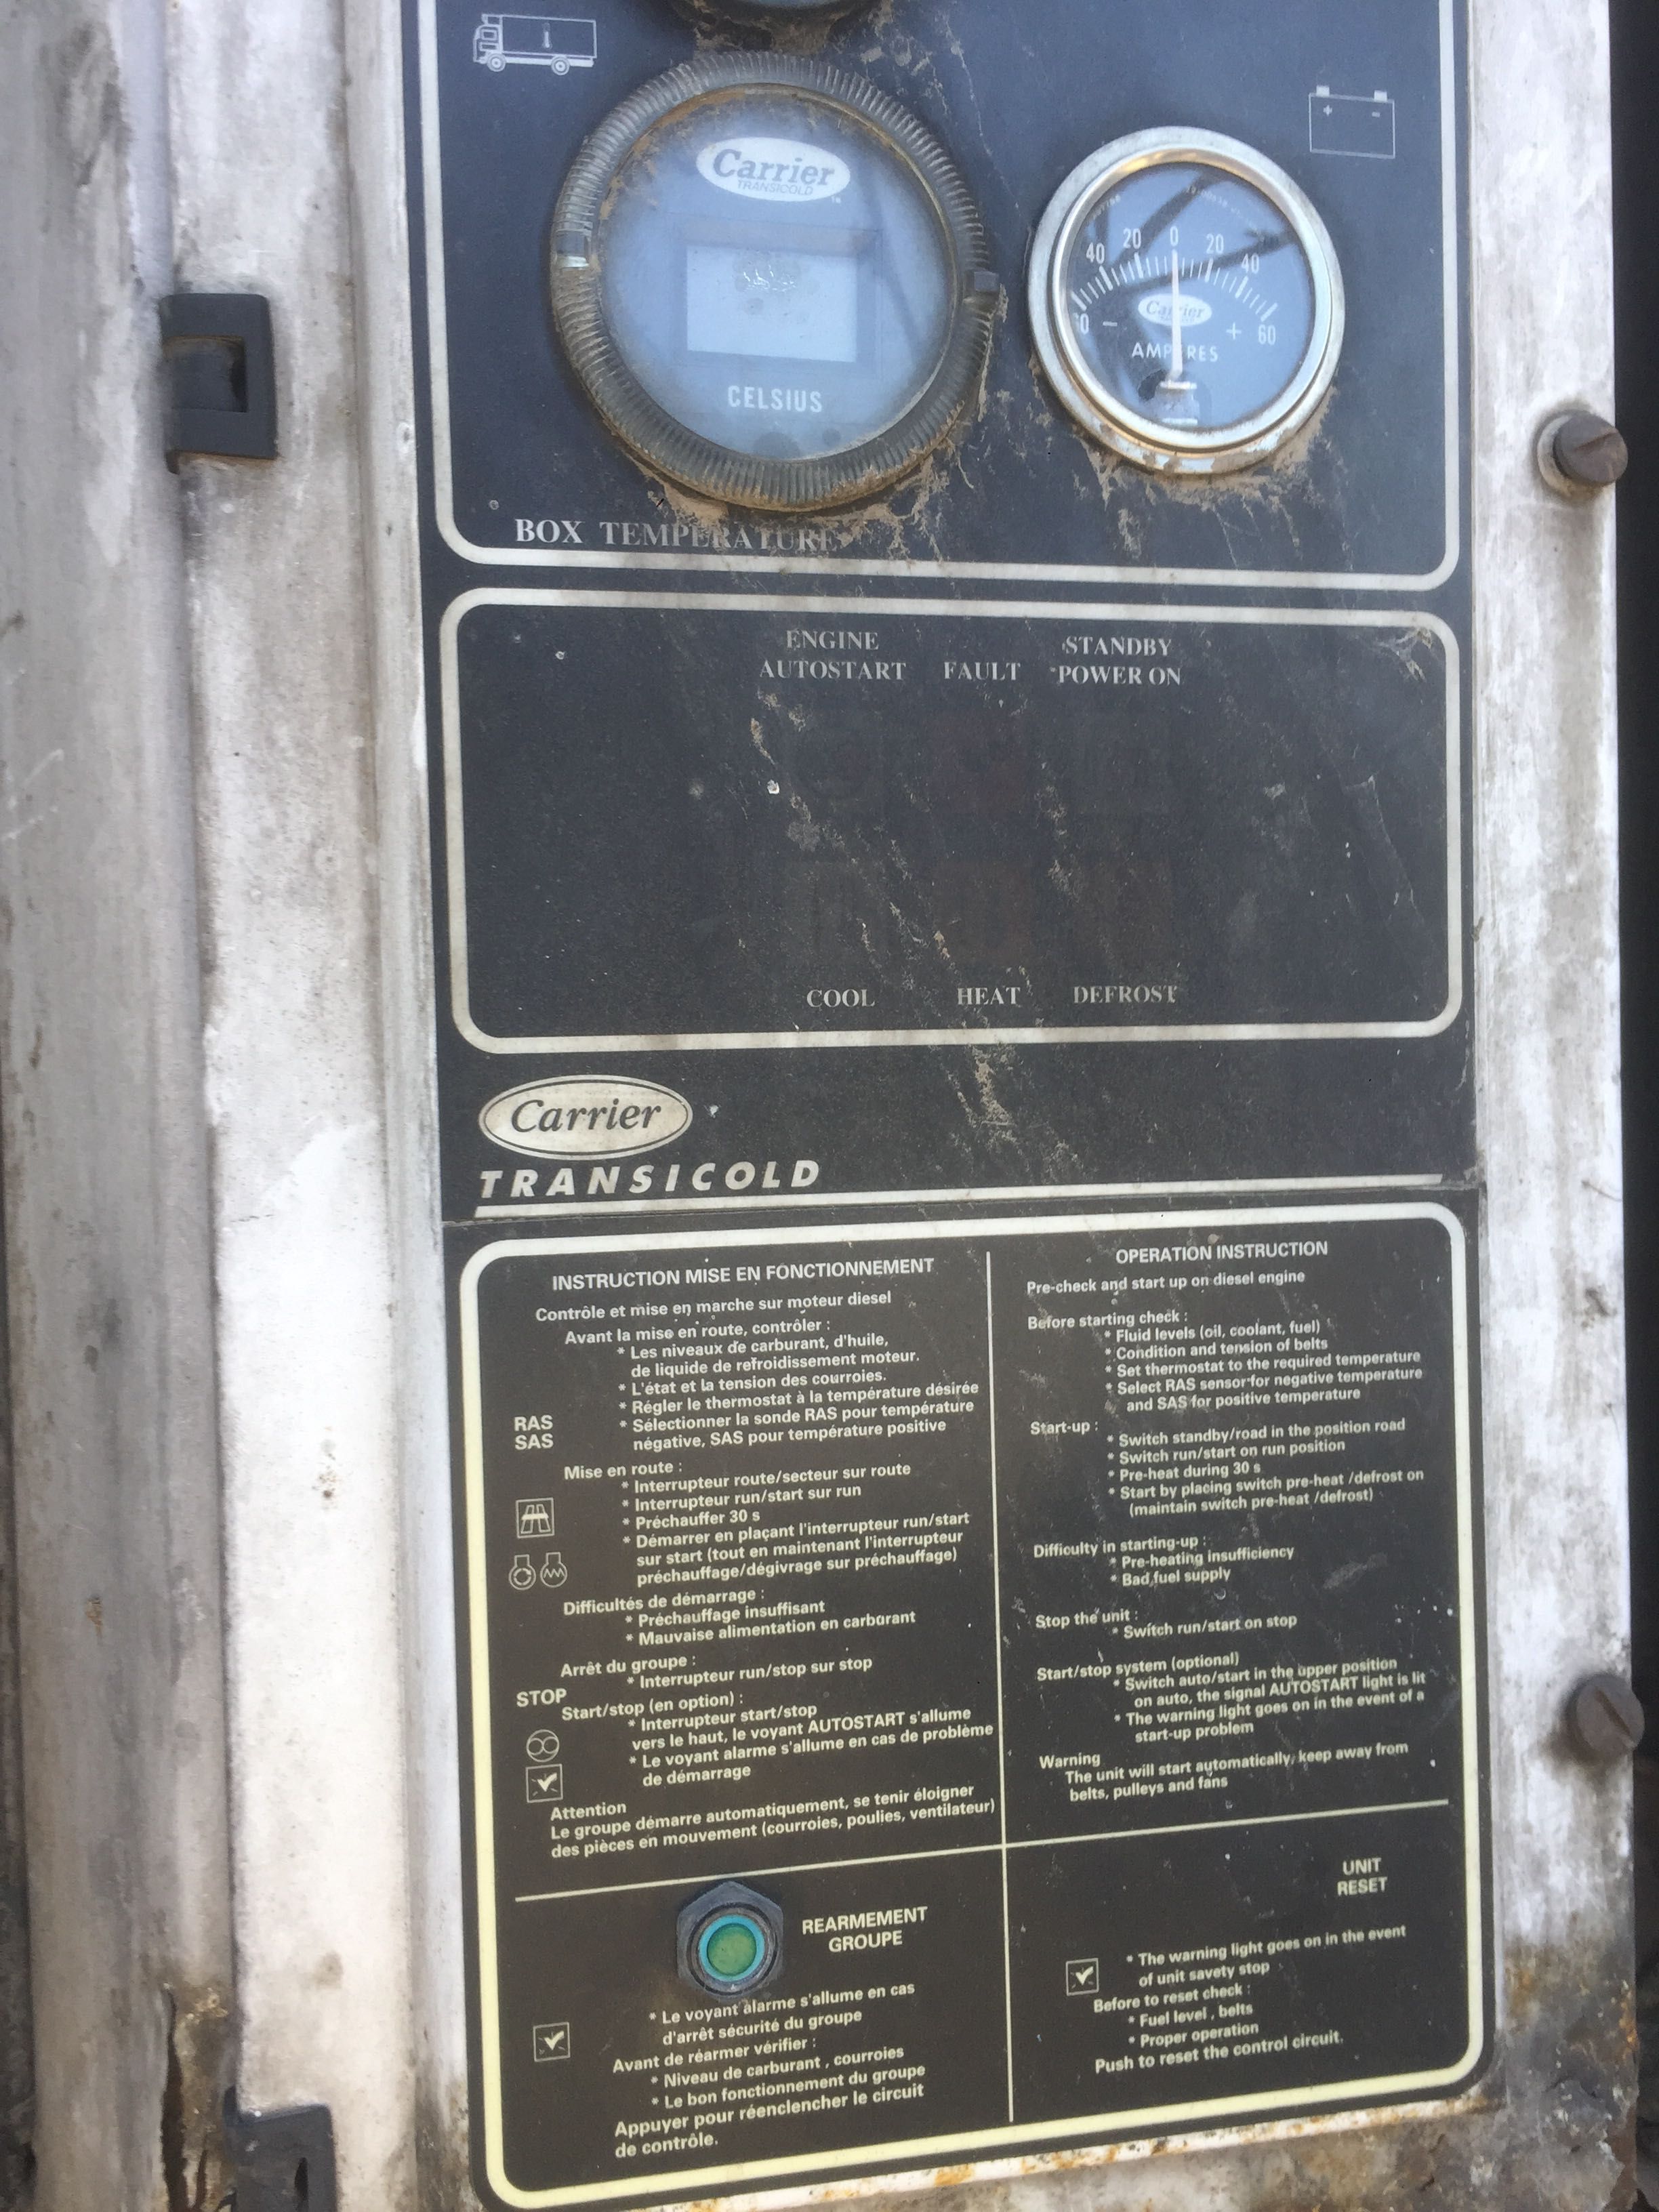 Carrier
TRANSICOLD
CELSIUS
40 20 0 20 40
Carrier
- + 60
AMPERES
+ -
BOX TEMPERATURE
ENGINE
AUTOSTART
FAULT
STANDBY
POWER ON
COOL
HEAT
DEFROST
Carrier
TRANSICOLD
INSTRUCTION MISE EN FONCTIONNEMENT
Contrôle et mise en marche sur moteur diesel
Avant la mise en route, contrôler :
* Les niveaux de carburant, d'huile,
de liquide de refroidissement moteur.
* L'état et la tension des courroies.
* Régler le thermostat à la température désirée
RAS
SAS
* Sélectionner la sonde RAS pour température
négative, SAS pour température positive
Mise en route :
* Interrupteur route/secteur sur route
* Interrupteur run/start sur run
* Préchauffer 30 s
* Démarrer en plaçant l'interrupteur run/start
sur start (tout en maintenant l'interrupteur
préchauffage/dégivrage sur préchauffage)
Difficultés de démarrage :
* Préchauffage insuffisant
* Mauvaise alimentation en carburant
Arrêt du groupe :
* Interrupteur run/stop sur stop
STOP
Start/stop (en option) :
* Interrupteur start/stop
vers le haut, le voyant AUTOSTART s'allume
* Le voyant alarme s'allume en cas de problème
de démarrage
Attention
Le groupe démarre automatiquement, se tenir éloigner
des pièces en mouvement (courroies, poulies, ventilateur)
OPERATION INSTRUCTION
Pre-check and start up on diesel engine
Before starting check :
* Fluid levels (oil, coolant, fuel)
* Condition and tension of belts
* Set thermostat to the required temperature
* Select RAS sensor for negative temperature
and SAS for positive temperature
Start-up :
* Switch standby/road in the position road
* Switch run/start on run position
* Pre-heat during 30 s
* Start by placing switch pre-heat /defrost on
(maintain switch pre-heat /defrost)
Difficulty in starting-up :
* Pre-heating insufficiency
* Bad fuel supply
Stop the unit :
* Switch run/start on stop
Start/stop system (optional)
* Switch auto/start in the upper position
on auto, the signal AUTOSTART light is lit
* The warning light goes on in the event of a
start-up problem
Warning
The unit will start automatically, keep away from
belts, pulleys and fans
REARMEMENT
GROUPE
* Le voyant alarme s'allume en cas
d'arrêt sécurité du groupe
Avant de réarmer vérifier :
* Niveau de carburant , courroies
* Le bon fonctionnement du groupe
Appuyer pour réenclencher le circuit
de contrôle.
UNIT
RESET
* The warning light goes on in the event
of unit savety stop
Before to reset check :
* Fuel level , belts
* Proper operation
Push to reset the control circuit.